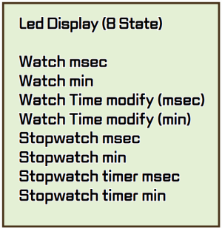 Led Display (8 State)
Watch msec
Watch min
Watch Time modify (msec)
Watch Time modify (min)
Stopwatch msec
Stopwatch min
Stopwatch timer msec
Stopwatch timer min